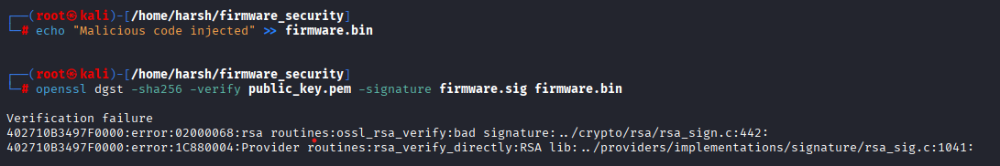 ┌──(root㉿kali)-[/home/harsh/firmware_security]
└─# echo "Malicious code injected" >> firmware.bin
┌──(root㉿kali)-[/home/harsh/firmware_security]
└─# openssl dgst -sha256 -verify public_key.pem -signature firmware.sig firmware.bin
Verification failure
402710B3497F0000:error:02000068:rsa routines:ossl_rsa_verify:bad signature:../crypto/rsa/rsa_sign.c:442:
402710B3497F0000:error:1C880004:Provider routines:rsa_verify_directly:RSA lib:../providers/implementations/signature/rsa_sig.c:1041: